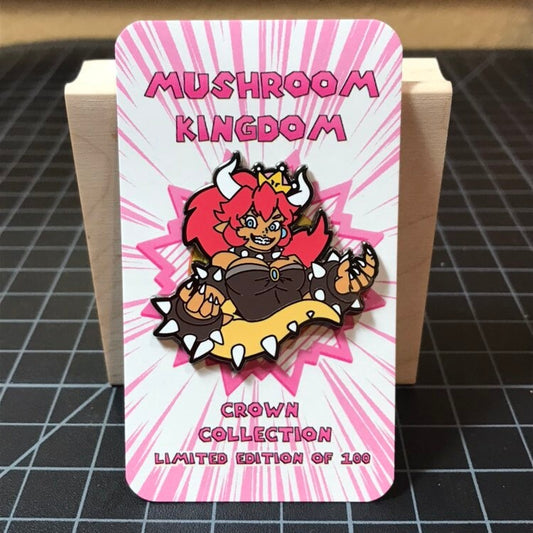 MUSHROOM
KINGDOM
CROWN
COLLECTION
LIMITED EDITION OF 100